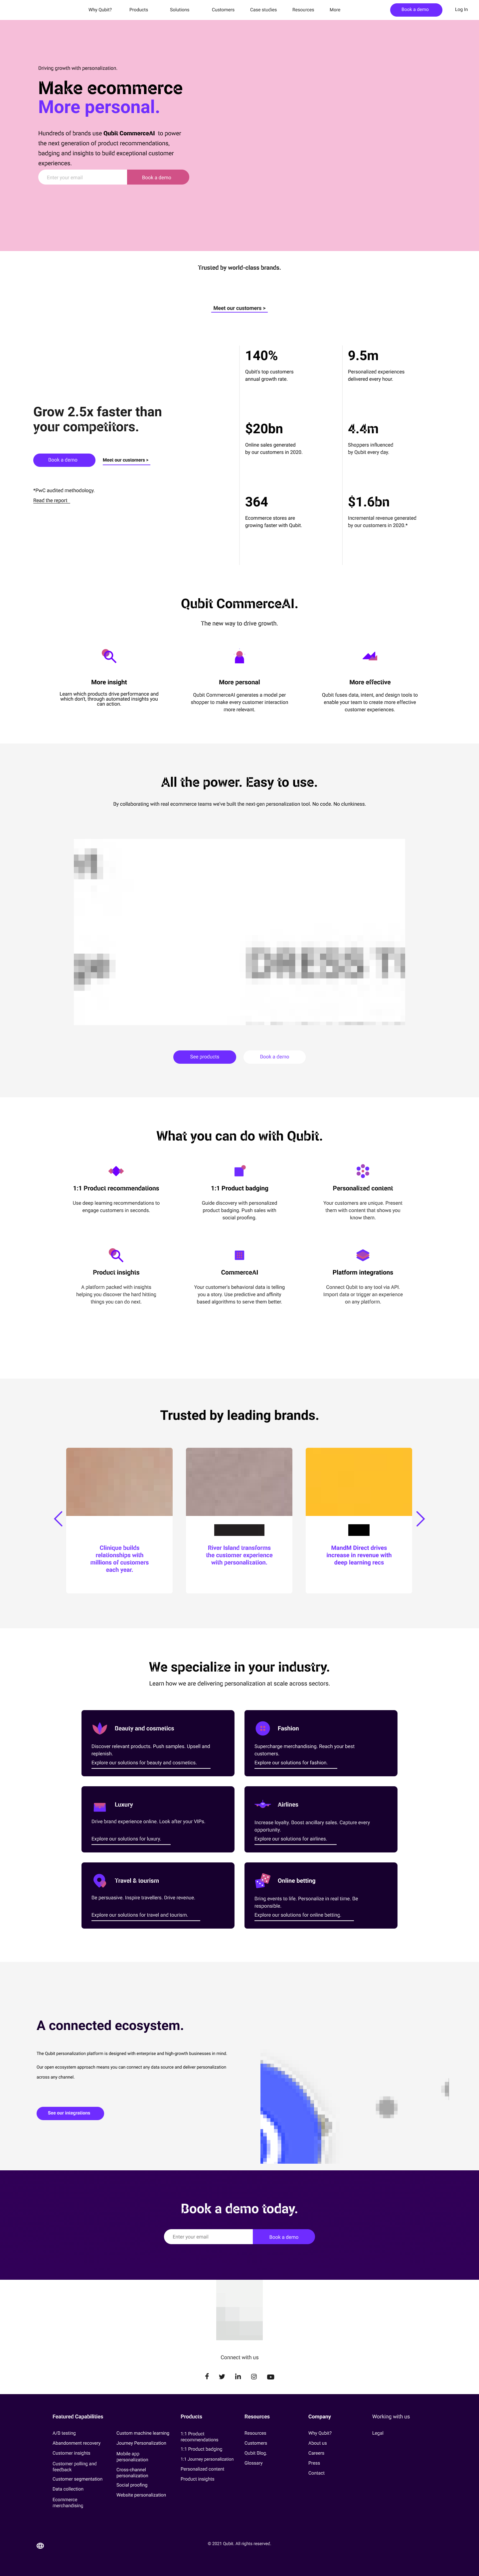 Why Qubit? Products Solutions Customers Case studies Resources More Book a demo Log in
Driving growth with personalization.
Make ecommerce
More personal.
Hundreds of brands use Qubit CommerceAI to power
the next generation of product recommendations,
badging and insights to build exceptional customer
experiences.
Enter your email Book a demo
Trusted by world-class brands.
Meet our customers >
Grow 2.5x faster than
your competitors.
Book a demo Meet our customers >
*PwC audited methodology.
Read the report
140%
Qubit's top customers
annual growth rate.
9.5m
Personalized experiences
delivered every hour.
$20bn
Online sales generated
by our customers in 2020.
4.4m
Shoppers influenced
by Qubit every day.
364
Ecommerce stores are
growing faster with Qubit.
$1.6bn
Incremental revenue generated
by our customers in 2020.*
Qubit CommerceAI.
The new way to drive growth.
More insight
Learn which products drive performance and
which don't, through automated insights you
can action.
More personal
Qubit CommerceAI generates a model per
shopper to make every customer interaction
more relevant.
More effective
Qubit fuses data, intent, and design tools to
enable your team to create more effective
customer experiences.
All the power. Easy to use.
By collaborating with real ecommerce teams we've built the next-gen personalization tool. No code. No clunkiness.
See products Book a demo
What you can do with Qubit.
1:1 Product recommendations
Use deep learning recommendations to
engage customers in seconds.
1:1 Product badging
Guide discovery with personalized
product badging. Push sales with
social proofing.
Personalized content
Your customers are unique. Present
them with content that shows you
know them.
Product insights
A platform packed with insights
helping you discover the hard hitting
things you can do next.
CommerceAI
Your customer's behavioral data is telling
you a story. Use predictive and affinity
based algorithms to serve them better.
Platform integrations
Connect Qubit to any tool via API.
Import data or trigger an experience
on any platform.
Trusted by leading brands.
Clinique builds
relationships with
millions of customers
each year.
River Island transforms
the customer experience
with personalization.
MandM Direct drives
increase in revenue with
deep learning recs
We specialize in your industry.
Learn how we are delivering personalization at scale across sectors.
Beauty and cosmetics
Discover relevant products. Push samples. Upsell and
replenish.
Explore our solutions for beauty and cosmetics.
Fashion
Supercharge merchandising. Reach your best
customers.
Explore our solutions for fashion.
Luxury
Drive brand experience online. Look after your VIPs.
Explore our solutions for luxury.
Airlines
Increase loyalty. Boost ancillary sales. Capture every
opportunity.
Explore our solutions for airlines.
Travel & tourism
Be persuasive. Inspire travellers. Drive revenue.
Explore our solutions for travel and tourism.
Online betting
Bring events to life. Personalize in real time. Be
responsible.
Explore our solutions for online betting.
A connected ecosystem.
The Qubit personalization platform is designed with enterprise and high-growth businesses in mind.
Our open ecosystem approach means you can connect any data source and deliver personalization
across any channel.
See our integrations
Book a demo today.
Enter your email Book a demo
Connect with us
Featured Capabilities
A/B testing
Abandonment recovery
Customer insights
Customer polling and
feedback
Customer segmentation
Data collection
Ecommerce
merchandising
Custom machine learning
Journey Personalization
Mobile app
personalization
Cross-channel
personalization
Social proofing
Website personalization
Products
1:1 Product
recommendations
1:1 Product badging
1:1 Journey personalization
Personalized content
Product insights
Resources
Resources
Customers
Qubit Blog
Glossary
Company
Why Qubit?
About us
Careers
Press
Contact
Working with us
Legal
© 2021 Qubit. All rights reserved.